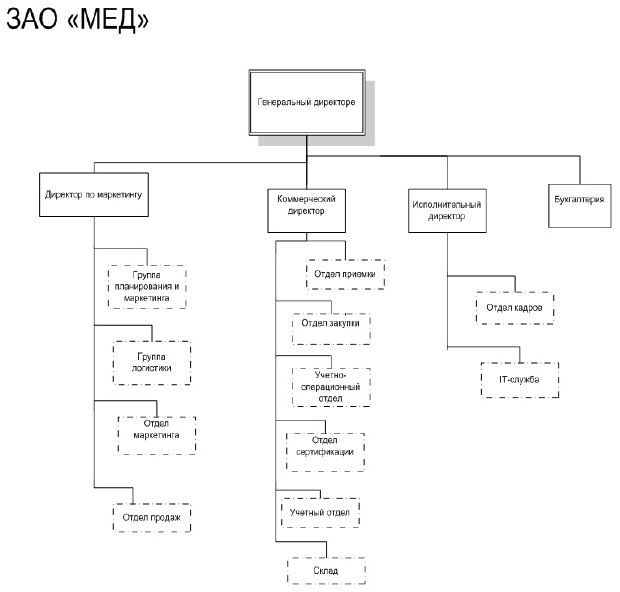 ЗАО «МЕД»
Генеральный директоре
Директор по маркетингу
Коммерческий
директор
Исполнительный
директор
Бухгалтерия
Группа
планирования и
маркетинга
Группа
логистики
Отдел
маркетинга
Отдел продаж
Отдел приемки
Отдел закупки
Учетно-
операционный
отдел
Отдел
сертификации
Учетный отдел
Склад
Отдел кадров
IT-служба